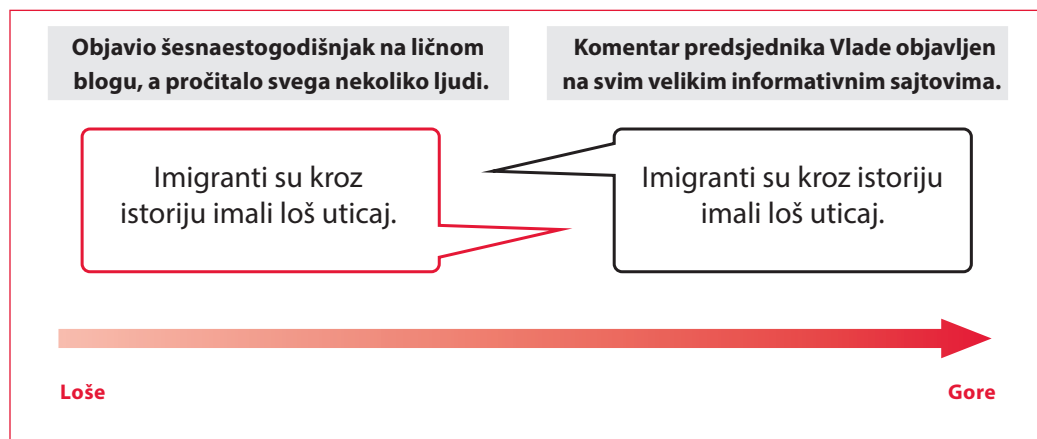 Objavio šesnaestogodišnjak na ličnom
blogu, a pročitalo svega nekoliko ljudi.
Komentar predsjednika Vlade objavljen
na svim velikim informativnim sajtovima.
Imigranti su kroz
istoriju imali loš uticaj.
Imigranti su kroz istoriju
imali loš uticaj.
Loše
Gore